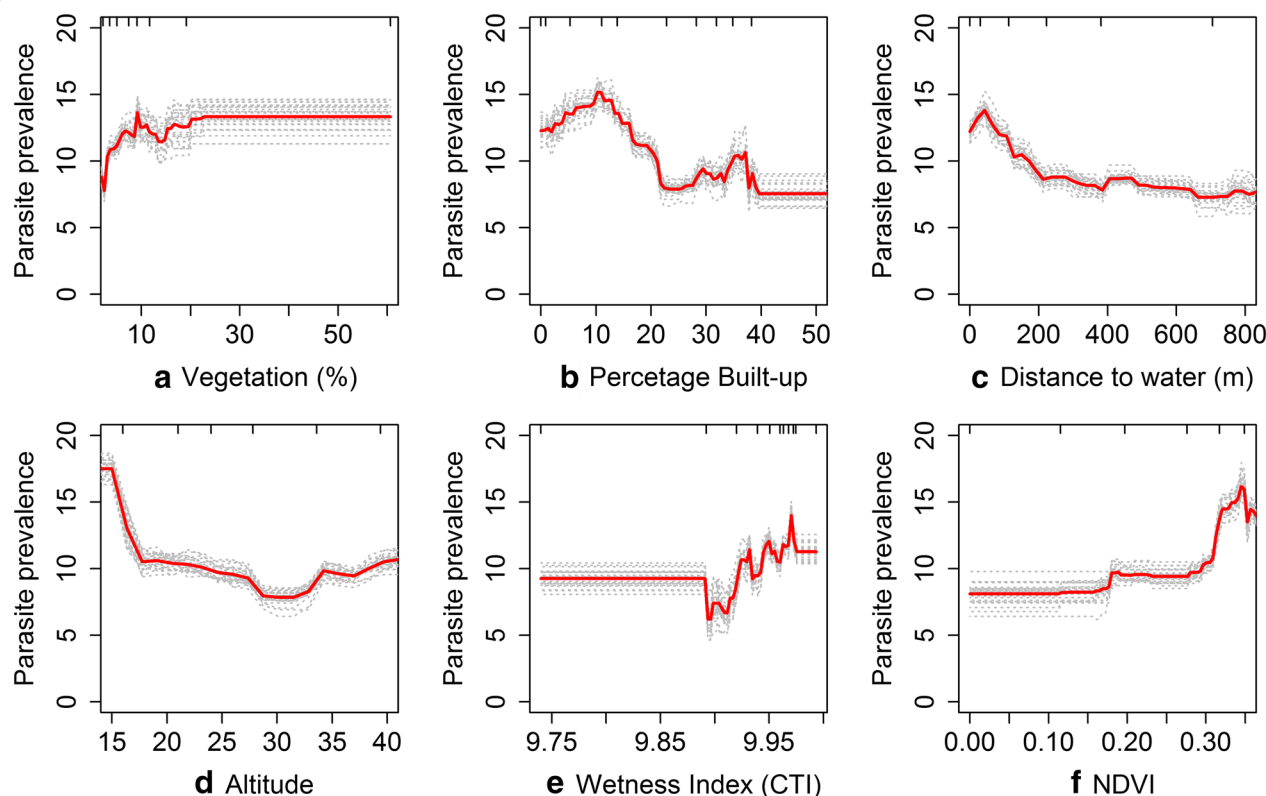 Parasite prevalence
0 5 10 15 20
10 30 50
a Vegetation (%)
Parasite prevalence
0 5 10 15 20
0 10 20 30 40 50
b Percetage Built-up
Parasite prevalence
0 5 10 15 20
0 200 400 600 800
c Distance to water (m)
Parasite prevalence
0 5 10 15 20
15 20 25 30 35 40
d Altitude
Parasite prevalence
0 5 10 15 20
9.75 9.85 9.95
e Wetness Index (CTI)
Parasite prevalence
0 5 10 15 20
0.00 0.10 0.20 0.30
f NDVI